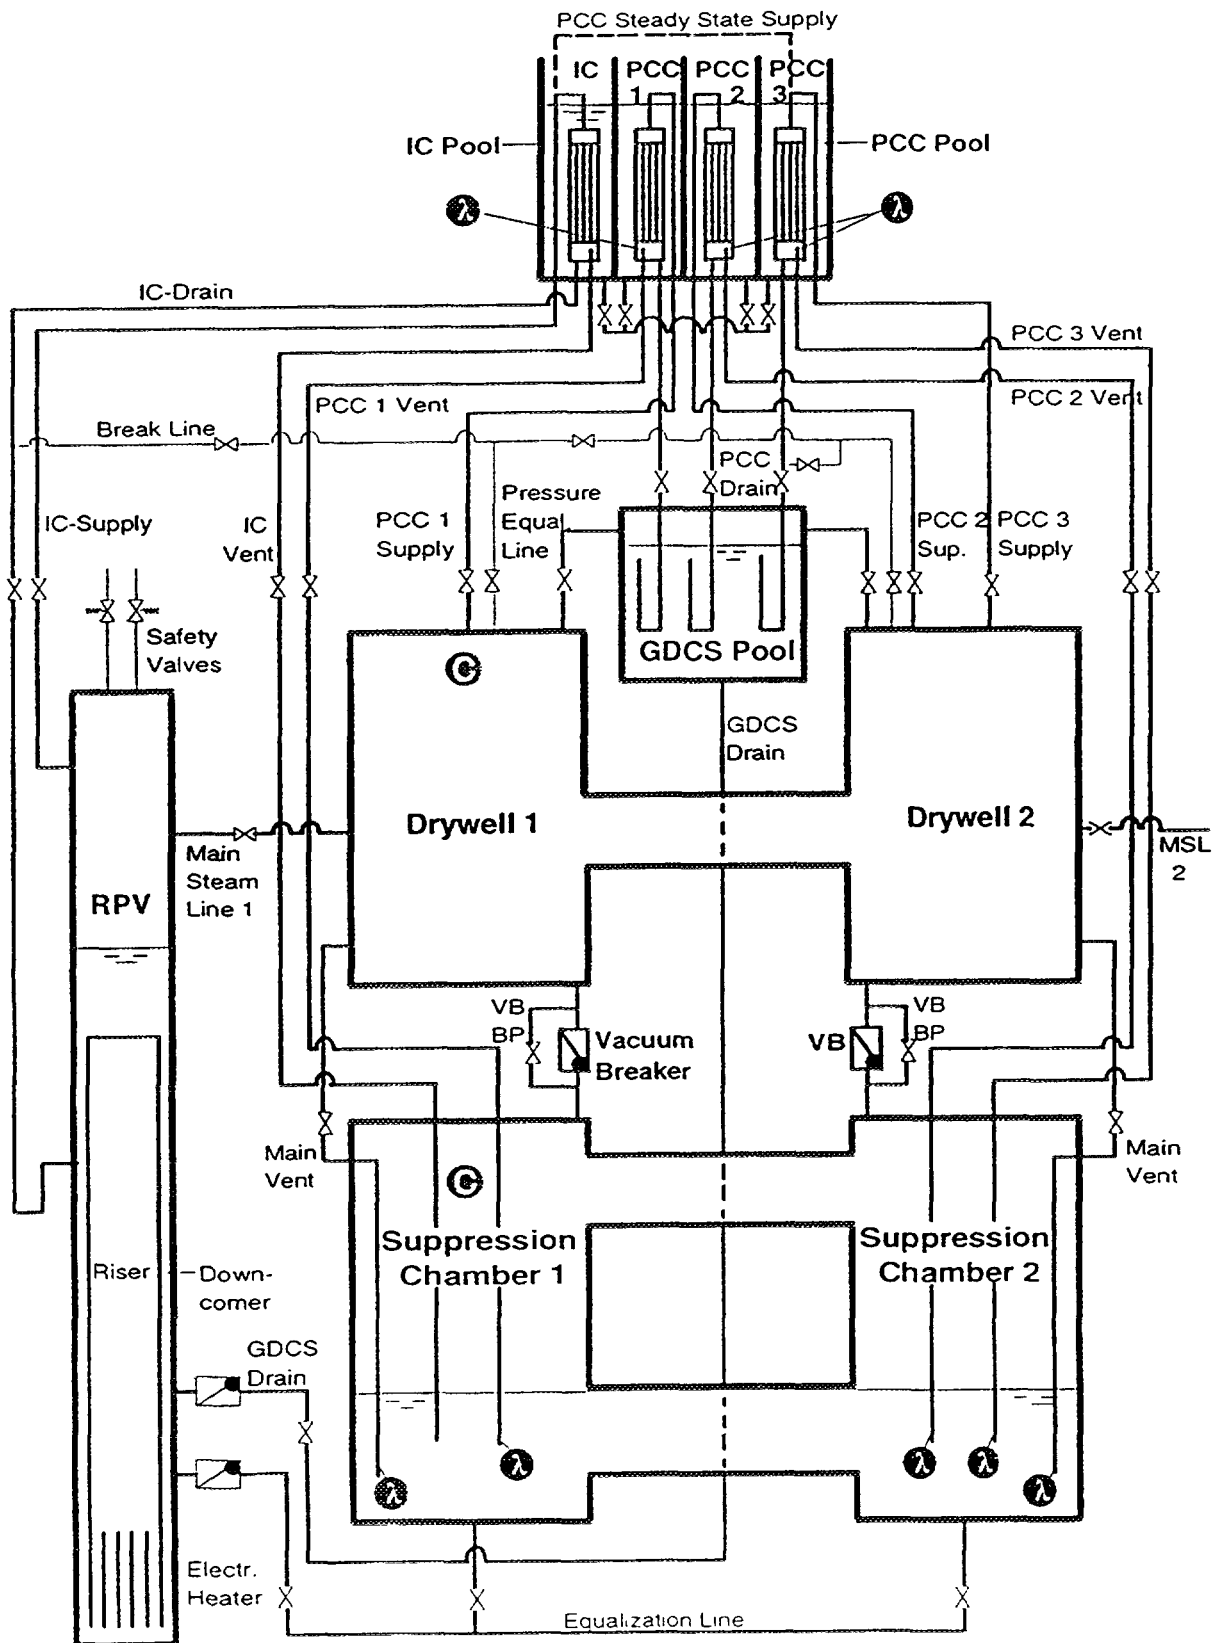 PCC Steady State Supply
IC
PCC
1
PCC
2
PCC
3
IC Pool
PCC Pool
λ
λ
IC-Drain
PCC 3 Vent
PCC 1 Vent
PCC 2 Vent
Break Line
PCC
Drain
IC-Supply
IC
Vent
PCC 1
Supply
Pressure
Equal
Line
PCC 2
Sup.
PCC 3
Supply
Safety
Valves
GDCS Pool
C
GDCS
Drain
Drywell 1
Drywell 2
Main
Steam
Line 1
MSL
2
RPV
VB
BP
Vacuum
Breaker
VB
VB
BP
Main
Vent
Main
Vent
C
Suppression
Chamber 1
Suppression
Chamber 2
Riser
Down-
comer
GDCS
Drain
λ
λ
λ
λ
λ
Electr.
Heater
Equalization Line